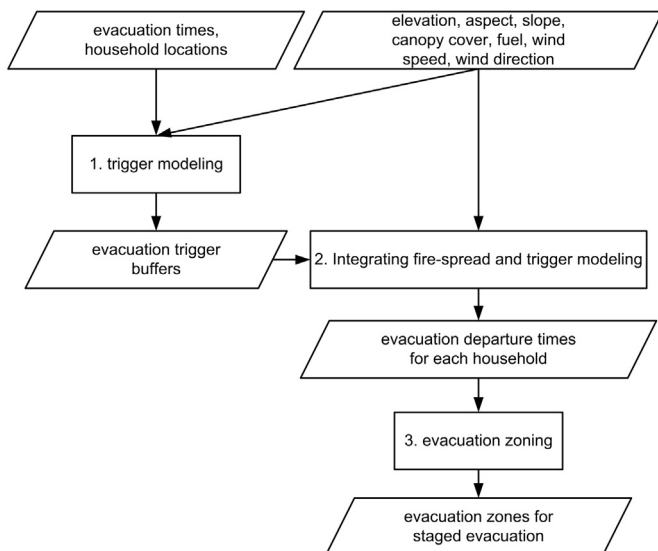 evacuation times,
household locations
elevation, aspect, slope,
canopy cover, fuel, wind
speed, wind direction
1. trigger modeling
evacuation trigger
buffers
2. Integrating fire-spread and trigger modeling
evacuation departure times
for each household
3. evacuation zoning
evacuation zones for
staged evacuation